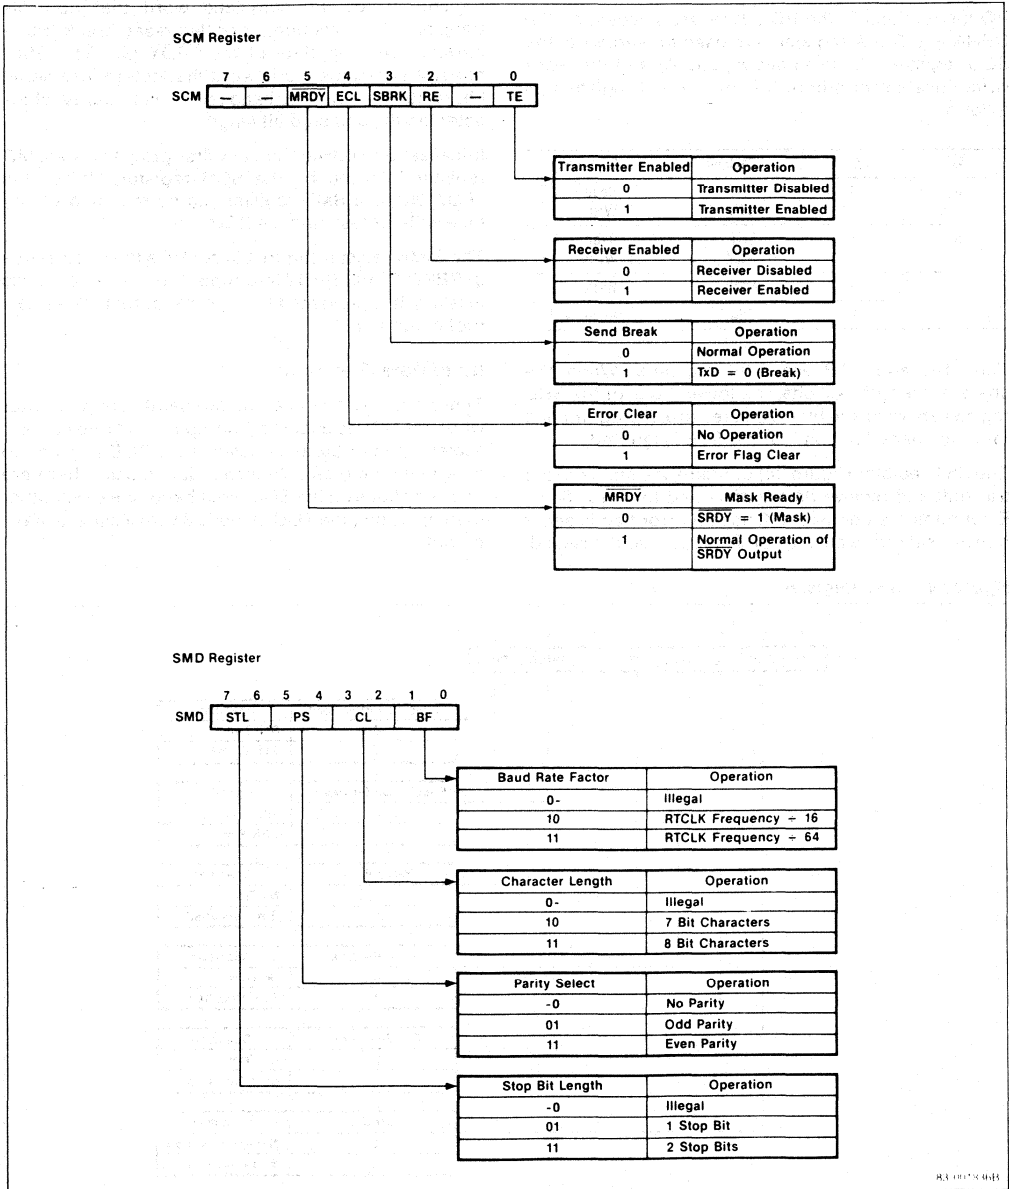 SCM Register
7 6 5 4 3 2 1 0
SCM — — M̅R̅D̅Y̅ ECL SBRK RE — TE
Transmitter Enabled Operation
0 Transmitter Disabled
1 Transmitter Enabled
Receiver Enabled Operation
0 Receiver Disabled
1 Receiver Enabled
Send Break Operation
0 Normal Operation
1 TxD = 0 (Break)
Error Clear Operation
0 No Operation
1 Error Flag Clear
M̅R̅D̅Y̅ Mask Ready
0 S̅R̅D̅Y̅ = 1 (Mask)
1 Normal Operation of
S̅R̅D̅Y̅ Output
SMD Register
7 6 5 4 3 2 1 0
SMD STL PS CL BF
Baud Rate Factor Operation
0- Illegal
10 RTCLK Frequency ÷ 16
11 RTCLK Frequency ÷ 64
Character Length Operation
0- Illegal
10 7 Bit Characters
11 8 Bit Characters
Parity Select Operation
-0 No Parity
01 Odd Parity
11 Even Parity
Stop Bit Length Operation
-0 Illegal
01 1 Stop Bit
11 2 Stop Bits